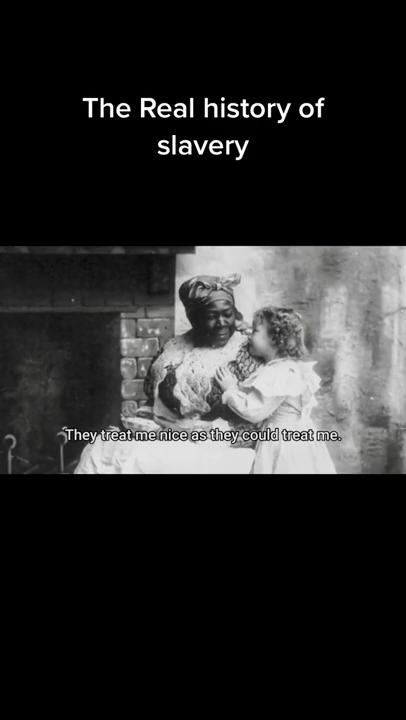 The Real history of
slavery
They treat me nice as they could treat me.